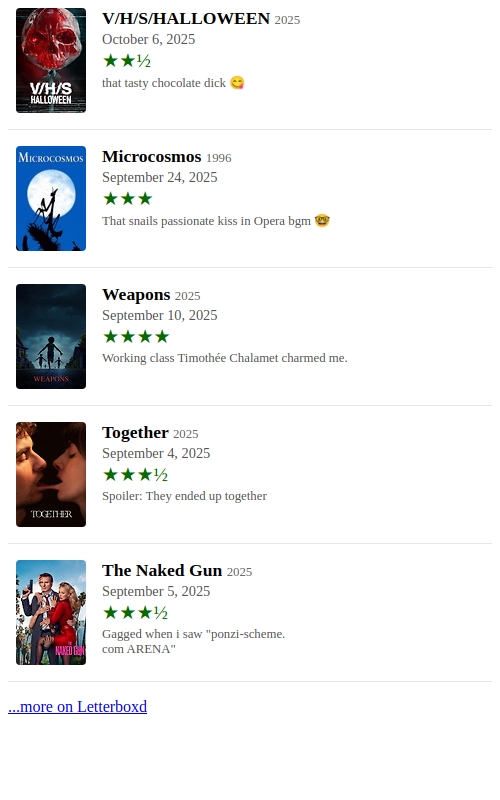 V/H/S/HALLOWEEN 2025
October 6, 2025
★★½
that tasty chocolate dick 😋
V/H/S
HALLOWEEN
Microcosmos 1996
September 24, 2025
★★★
That snails passionate kiss in Opera bgm 🤓
MICROCOSMOS
Weapons 2025
September 10, 2025
★★★★
Working class Timothée Chalamet charmed me.
WEAPONS
Together 2025
September 4, 2025
★★★½
Spoiler: They ended up together
TOGETHER
The Naked Gun 2025
September 5, 2025
★★★½
Gagged when i saw "ponzi-scheme.
com ARENA"
THE NAKED GUN
...more on Letterboxd